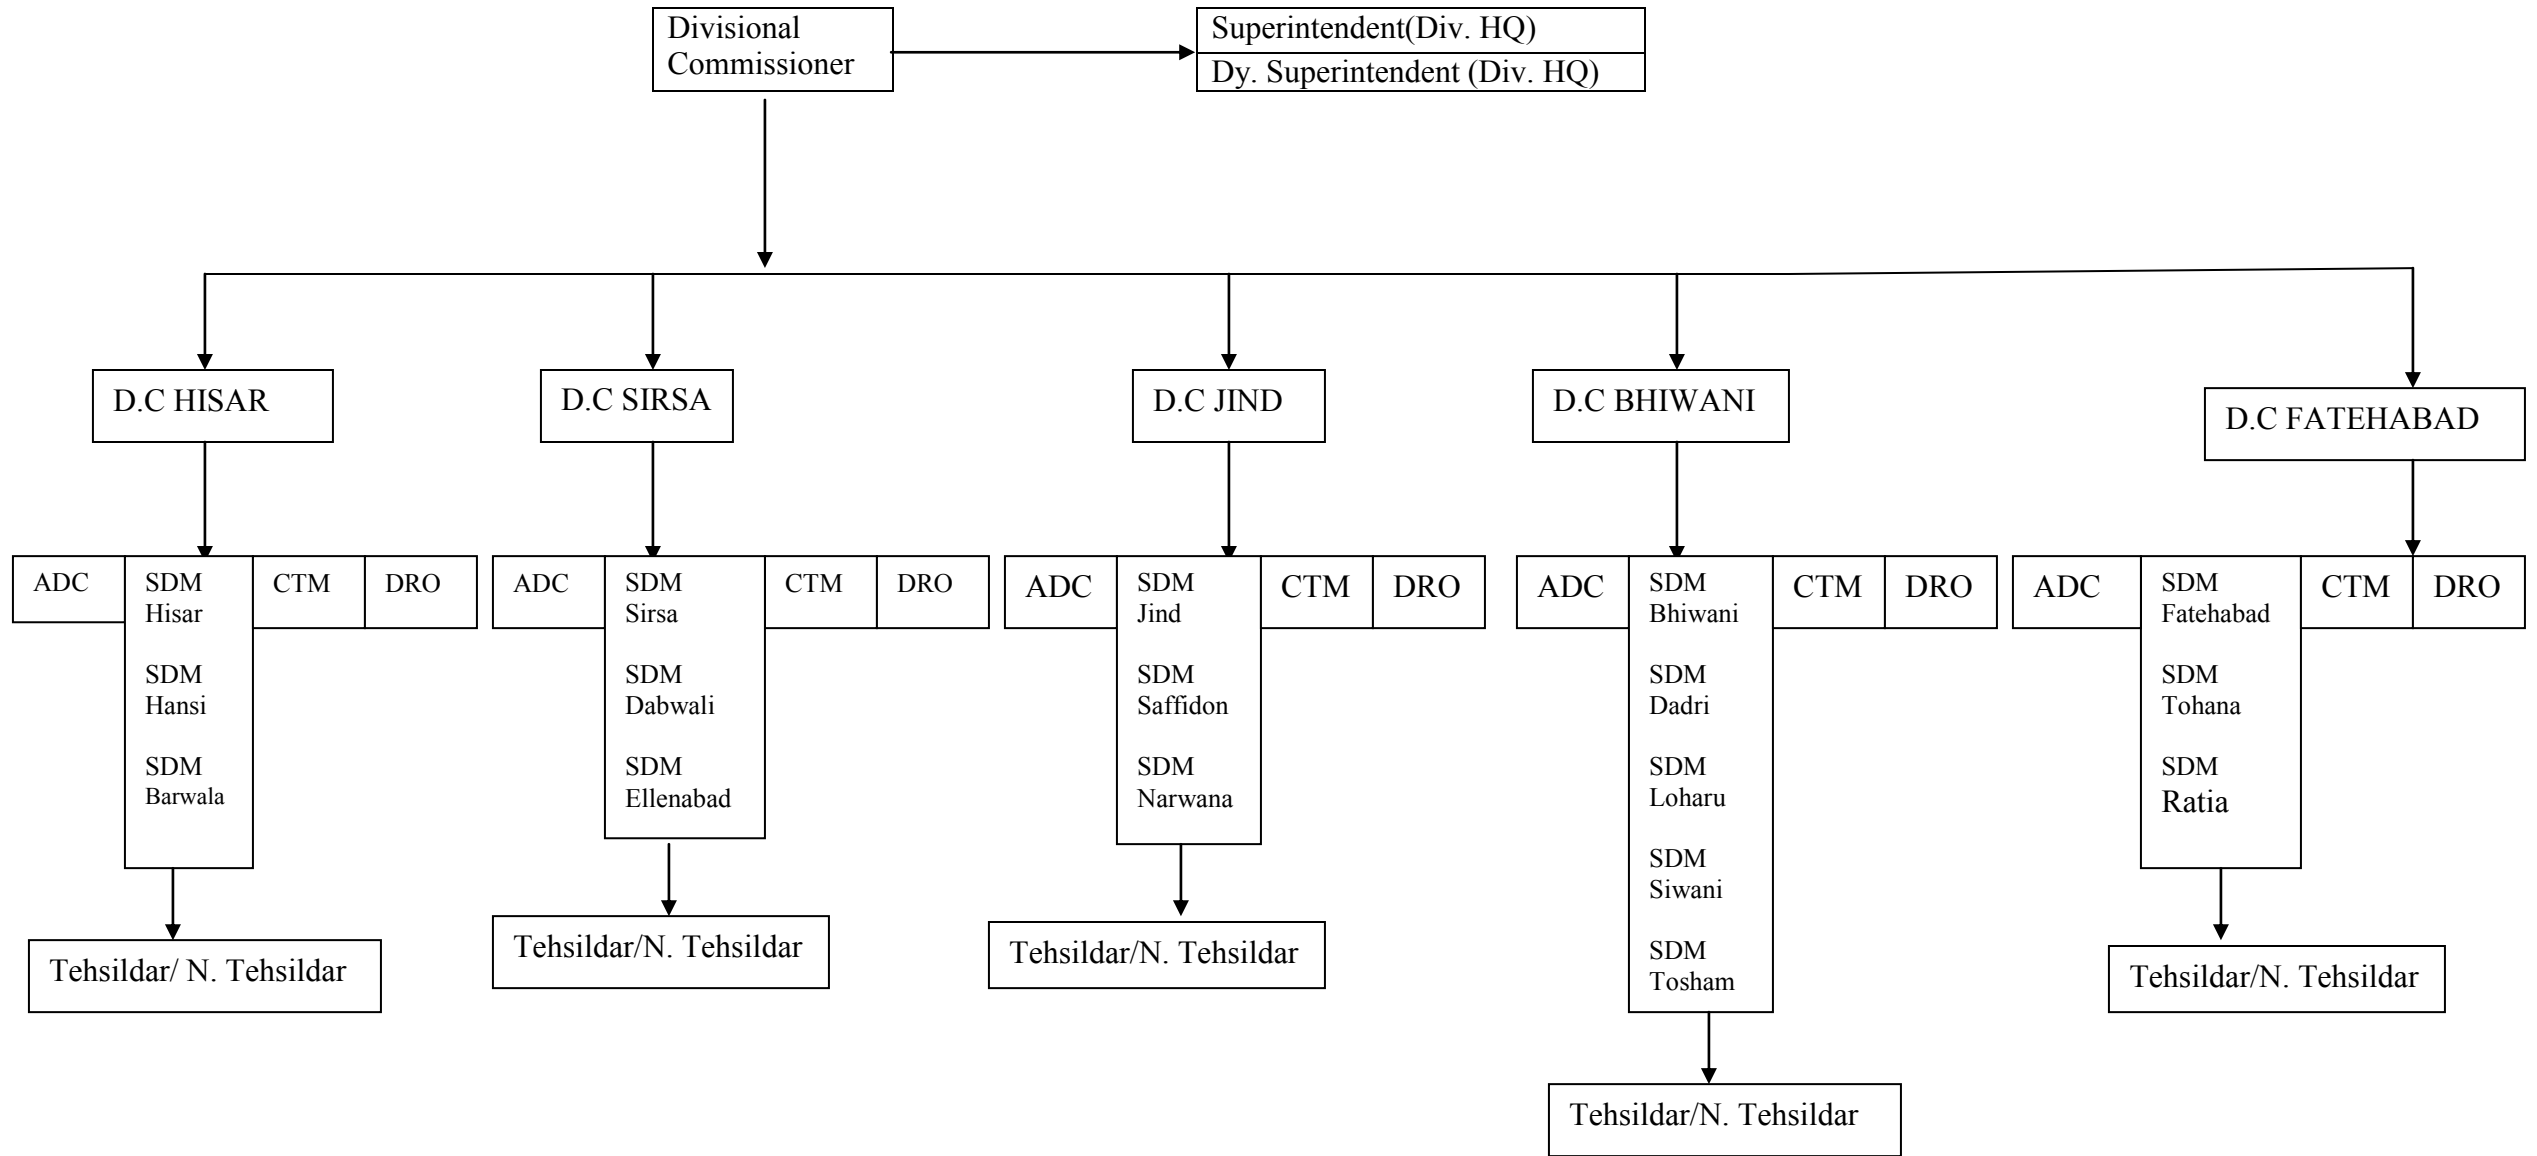 Divisional
Commissioner
Superintendent(Div. HQ)
Dy. Superintendent (Div. HQ)
D.C HISAR
D.C SIRSA
D.C JIND
D.C BHIWANI
D.C FATEHABAD
ADC
SDM
Hisar
SDM
Hansi
SDM
Barwala
CTM
DRO
ADC
SDM
Sirsa
SDM
Dabwali
SDM
Ellenabad
CTM
DRO
ADC
SDM
Jind
SDM
Saffidon
SDM
Narwana
CTM
DRO
ADC
SDM
Bhiwani
SDM
Dadri
SDM
Loharu
SDM
Siwani
SDM
Tosham
CTM
DRO
ADC
SDM
Fatehabad
SDM
Tohana
SDM
Ratia
CTM
DRO
Tehsildar/ N. Tehsildar
Tehsildar/N. Tehsildar
Tehsildar/N. Tehsildar
Tehsildar/N. Tehsildar
Tehsildar/N. Tehsildar